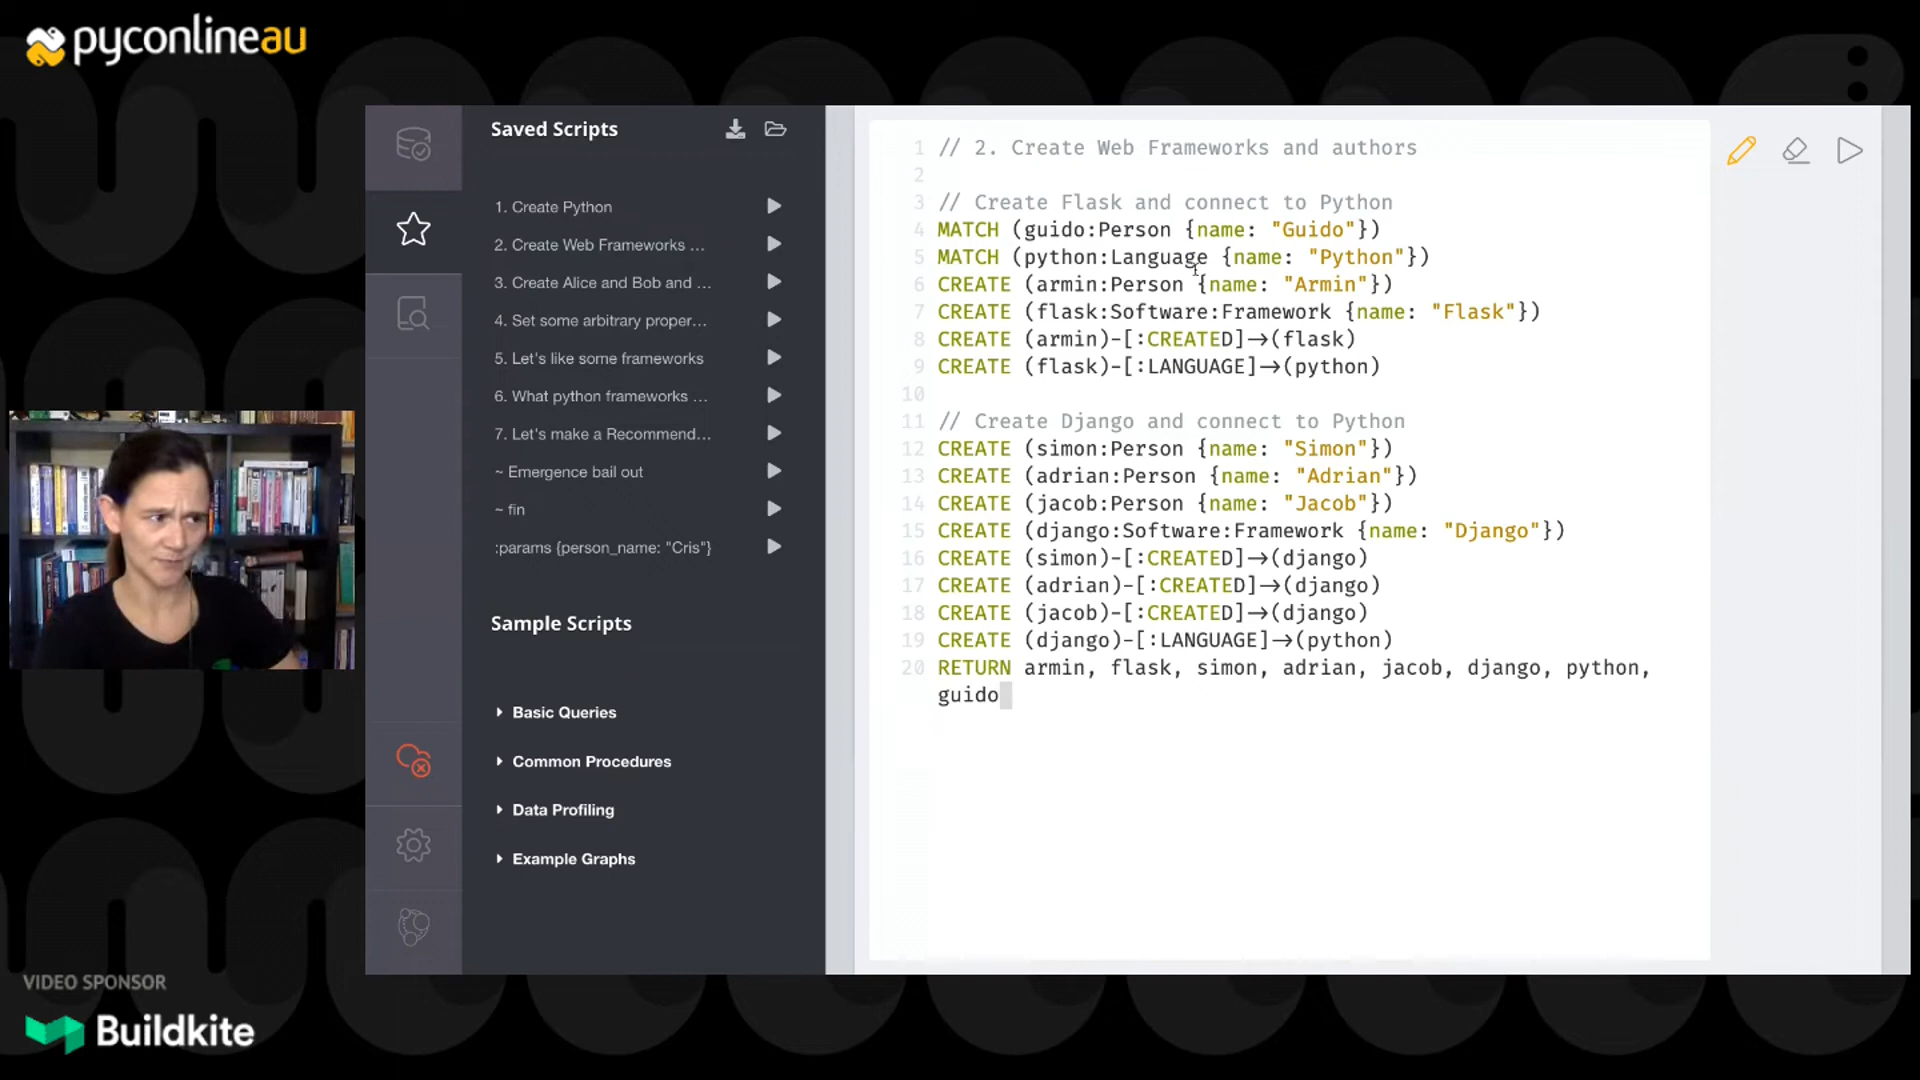 pyconlineau
Saved Scripts
1. Create Python
2. Create Web Frameworks ...
3. Create Alice and Bob and ...
4. Set some arbitrary proper...
5. Let's like some frameworks
6. What python frameworks ...
7. Let's make a Recommend...
~ Emergence bail out
~ fin
:params {person_name: "Cris"}
Sample Scripts
Basic Queries
Common Procedures
Data Profiling
Example Graphs
1 // 2. Create Web Frameworks and authors
2
3 // Create Flask and connect to Python
4 MATCH (guido:Person {name: "Guido"})
5 MATCH (python:Language {name: "Python"})
6 CREATE (armin:Person {name: "Armin"})
7 CREATE (flask:Software:Framework {name: "Flask"})
8 CREATE (armin)-[:CREATED]->(flask)
9 CREATE (flask)-[:LANGUAGE]->(python)
10
11 // Create Django and connect to Python
12 CREATE (simon:Person {name: "Simon"})
13 CREATE (adrian:Person {name: "Adrian"})
14 CREATE (jacob:Person {name: "Jacob"})
15 CREATE (django:Software:Framework {name: "Django"})
16 CREATE (simon)-[:CREATED]->(django)
17 CREATE (adrian)-[:CREATED]->(django)
18 CREATE (jacob)-[:CREATED]->(django)
19 CREATE (django)-[:LANGUAGE]->(python)
20 RETURN armin, flask, simon, adrian, jacob, django, python,
guido
VIDEO SPONSOR
Buildkite